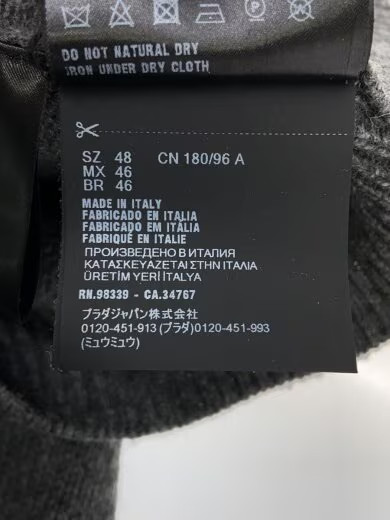 DO NOT NATURAL DRY
IRON UNDER DRY CLOTH
SZ 48 CN 180/96 A
MX 46
BR 46
MADE IN ITALY
FABRICADO EN ITALIA
FABRICADO EM ITÁLIA
FABRIQUÉ EN ITALIE
ПРОИЗВЕДЕНО В ИТАЛИЯ
ΚΑΤΑΣΚΕΥΑΖΕΤΑΙ ΣΤΗΝ ΙΤΑΛΙΑ
ÜRETİM YERİ İTALYA
RN.98339 - CA.34767
プラダジャパン株式会社
0120-451-913 (プラダ)0120-451-993
(ミュウミュウ)